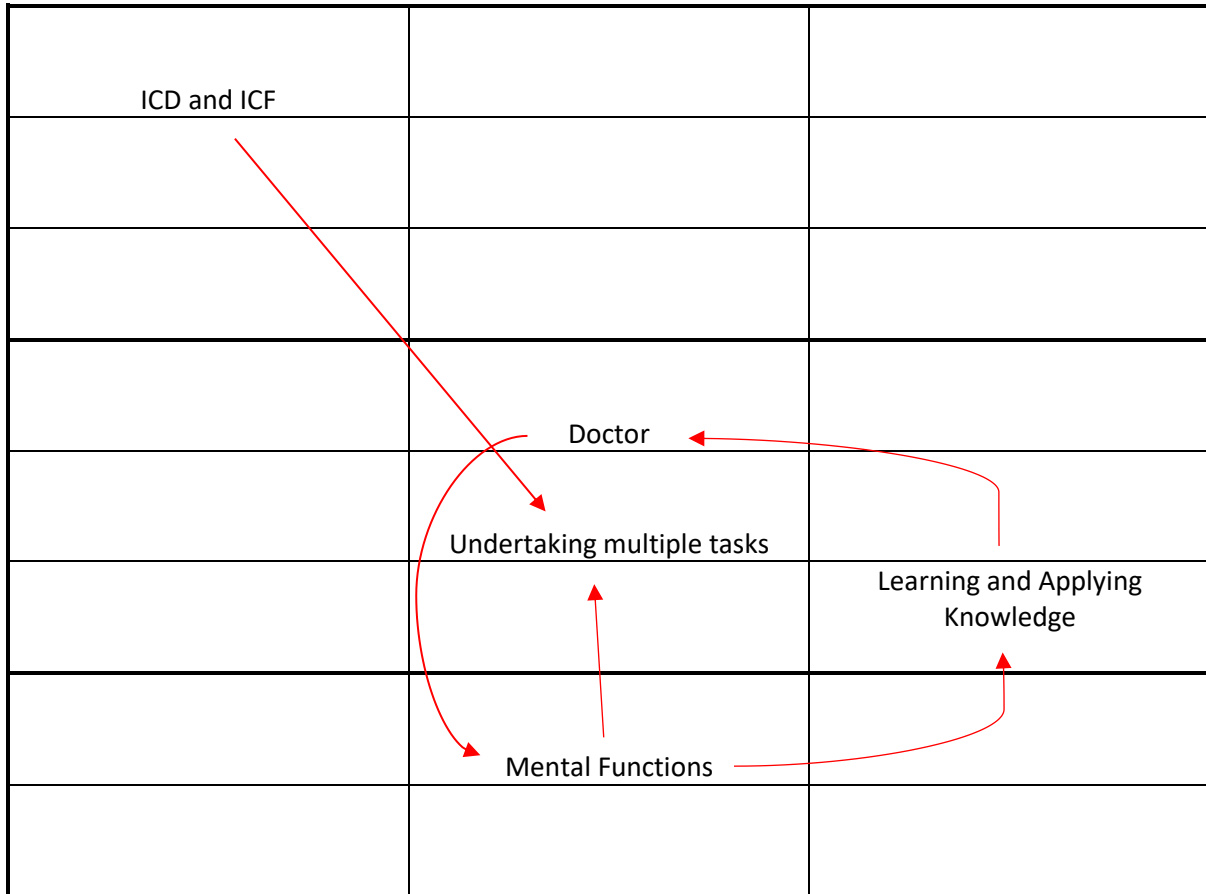 ICD and ICF
Doctor
Undertaking multiple tasks
Learning and Applying
Knowledge
Mental Functions